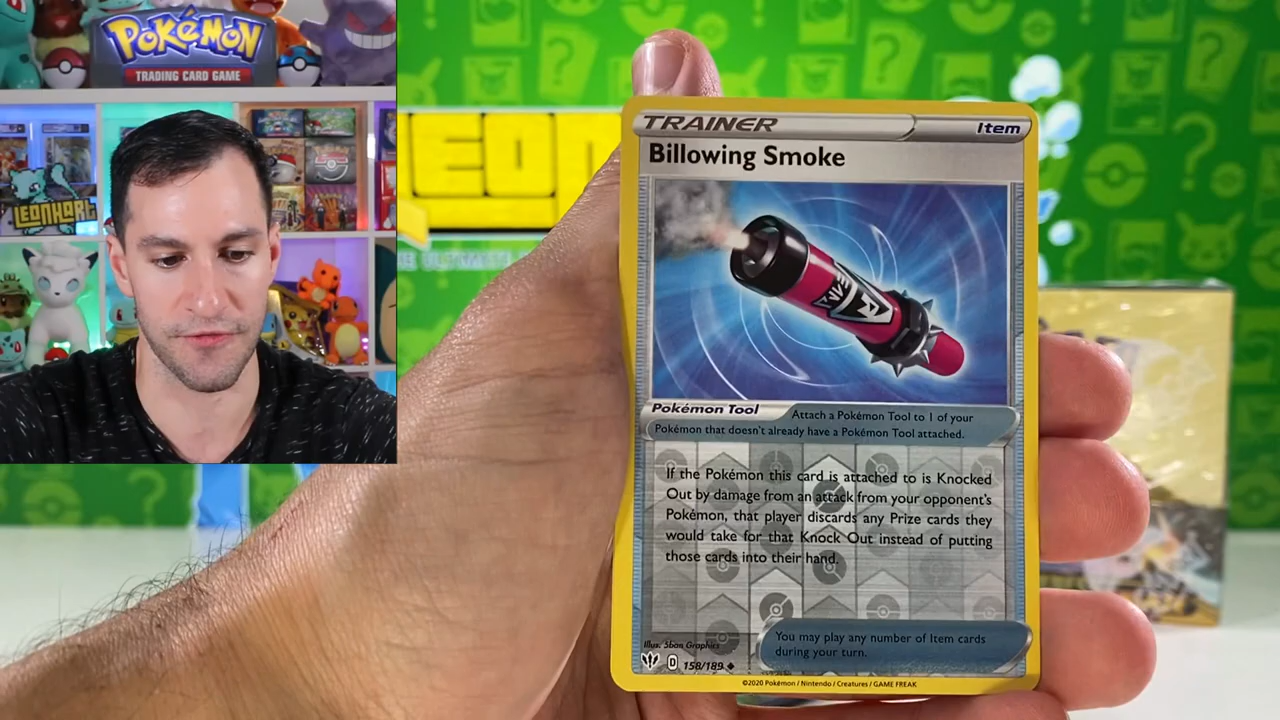 POKÉMON
TRADING CARD GAME
LEONHART
LEON
THE ULTIMATE
TRAINER
Item
Billowing Smoke
Pokémon Tool
Attach a Pokémon Tool to 1 of your
Pokémon that doesn't already have a Pokémon Tool attached.
If the Pokémon this card is attached to is Knocked
Out by damage from an attack from your opponent's
Pokémon, that player discards any Prize cards they
would take for that Knock Out instead of putting
those cards into their hand.
You may play any number of Item cards
during your turn.
Illus. 5ban Graphics
D 158/189
©2020 Pokémon / Nintendo / Creatures / GAME FREAK